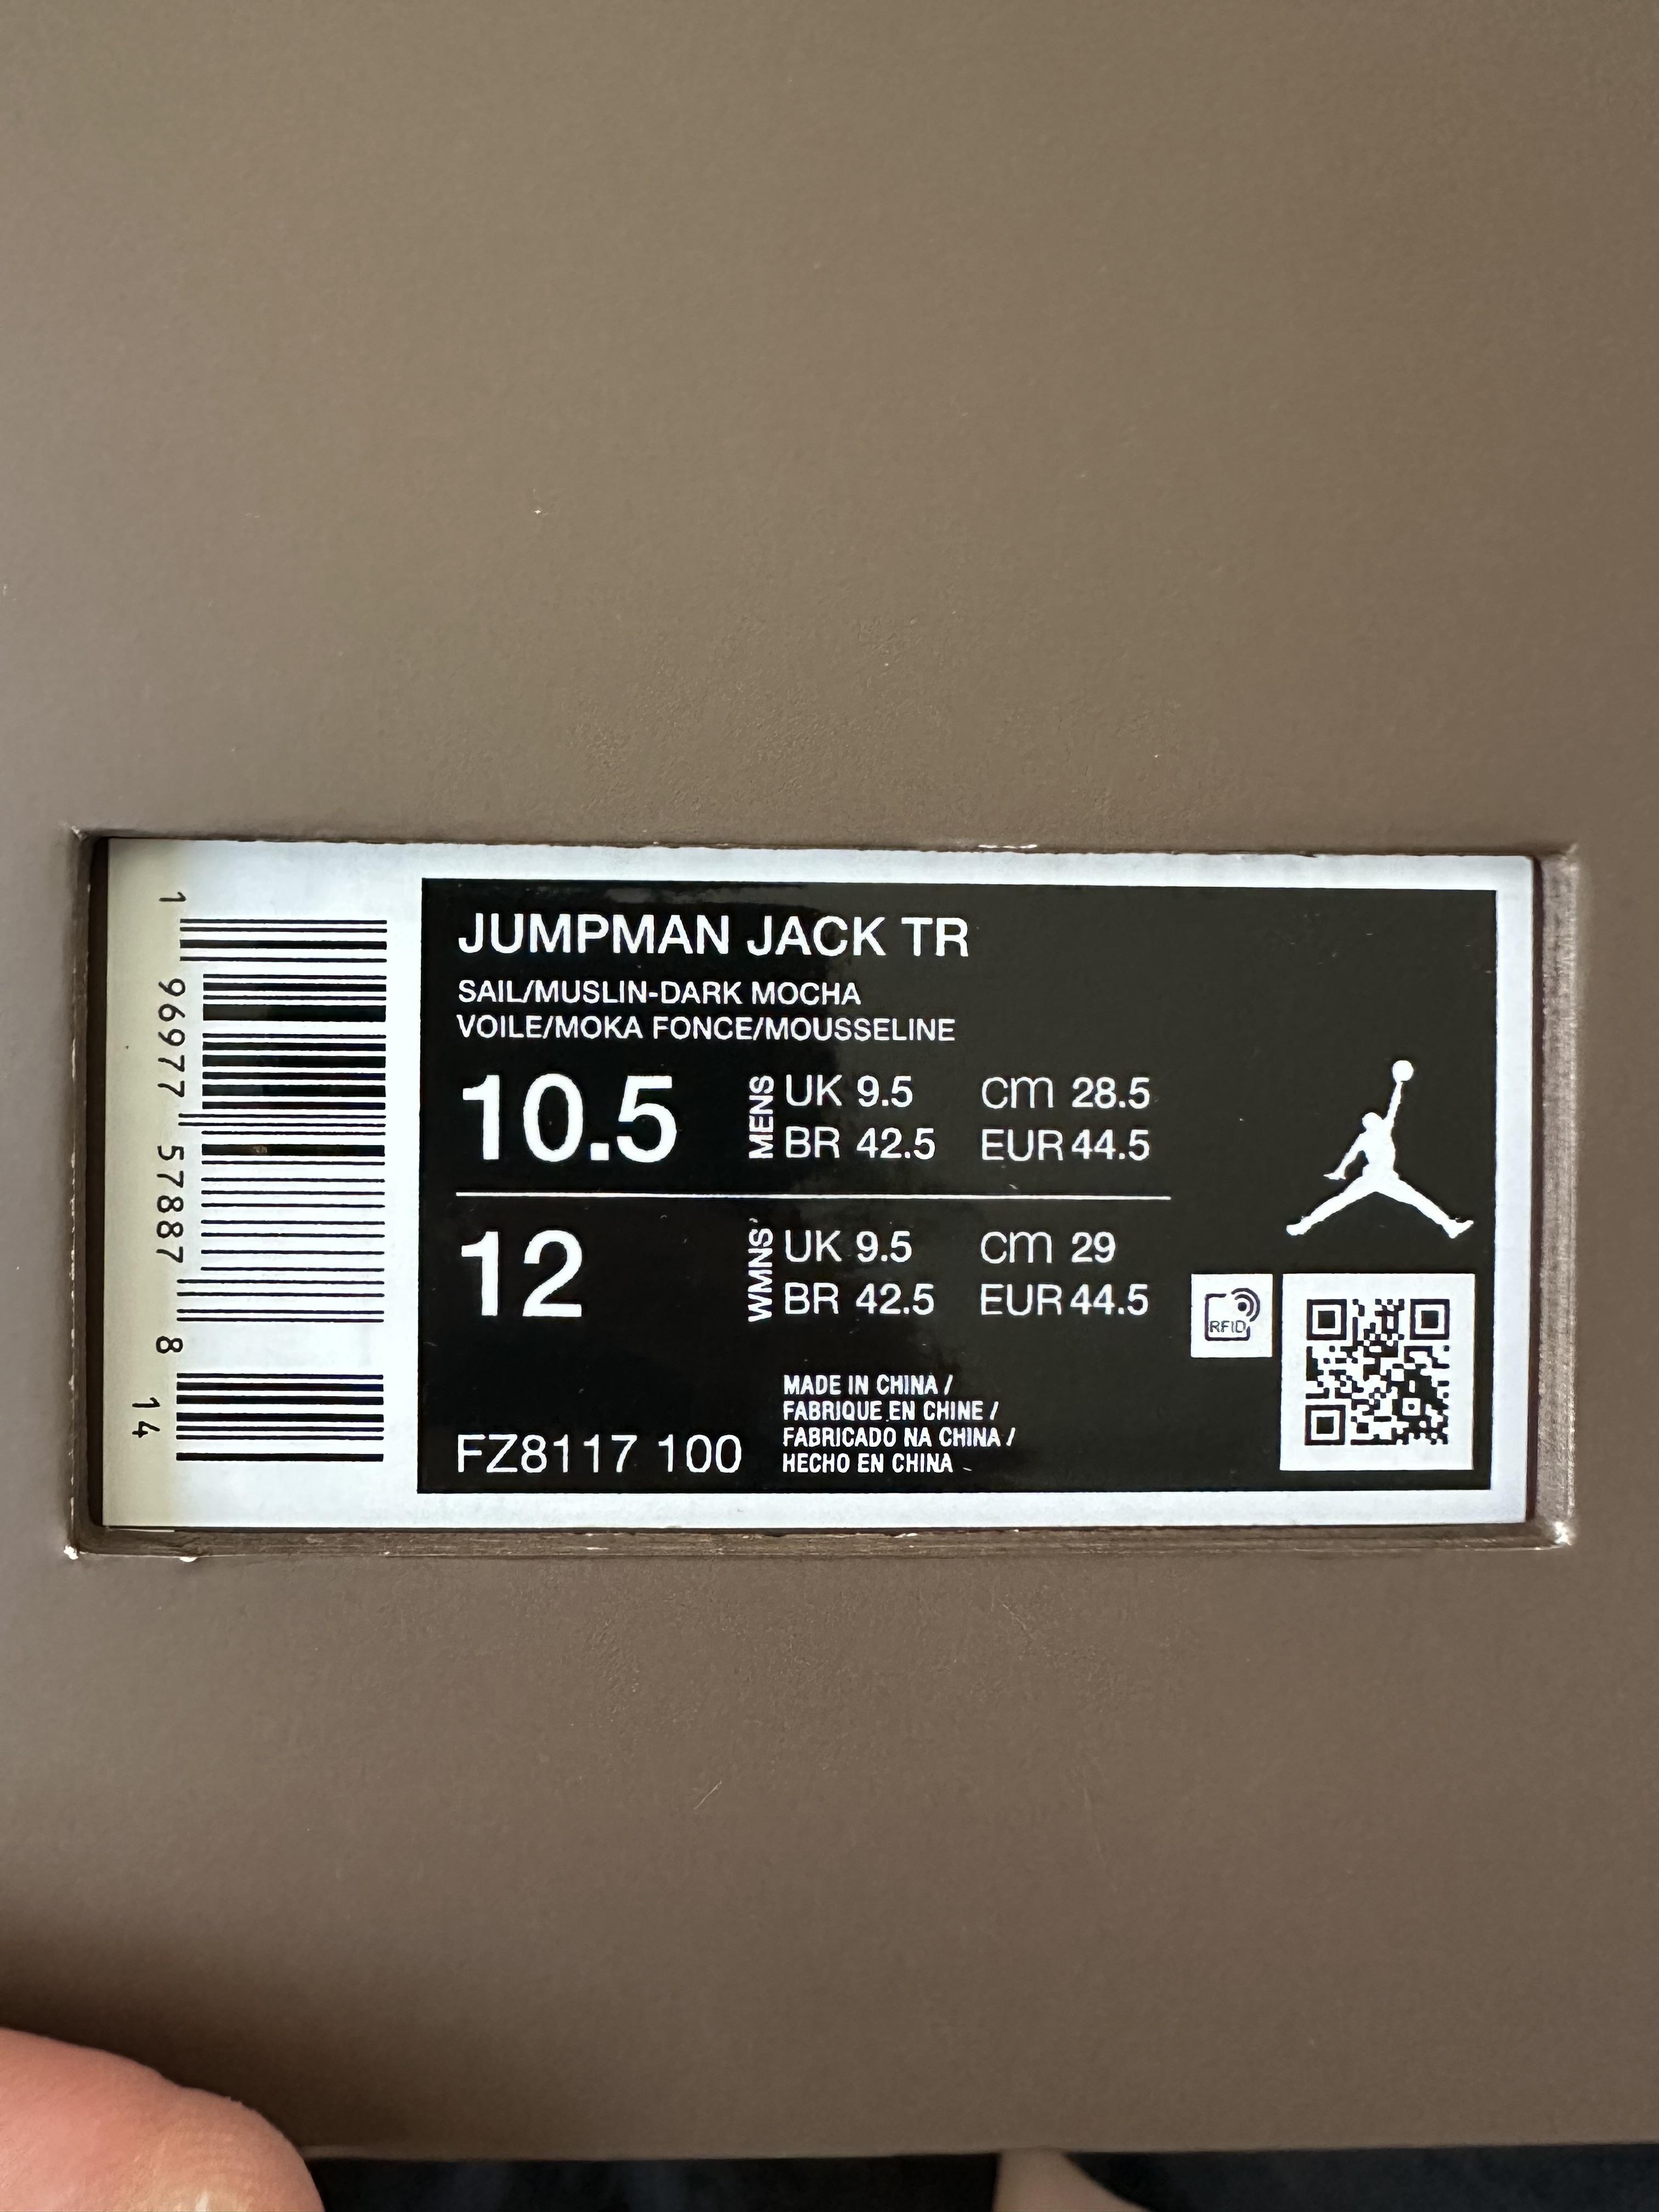 1 96977 57887 8 14
JUMPMAN JACK TR
SAIL/MUSLIN-DARK MOCHA
VOILE/MOKA FONCE/MOUSSELINE
10.5 MENS UK 9.5 CM 28.5
BR 42.5 EUR 44.5
12 WMNS' UK 9.5 CM 29
BR 42.5 EUR 44.5
RFID
MADE IN CHINA /
FABRIQUE EN CHINE /
FABRICADO NA CHINA /
HECHO EN CHINA
FZ8117 100